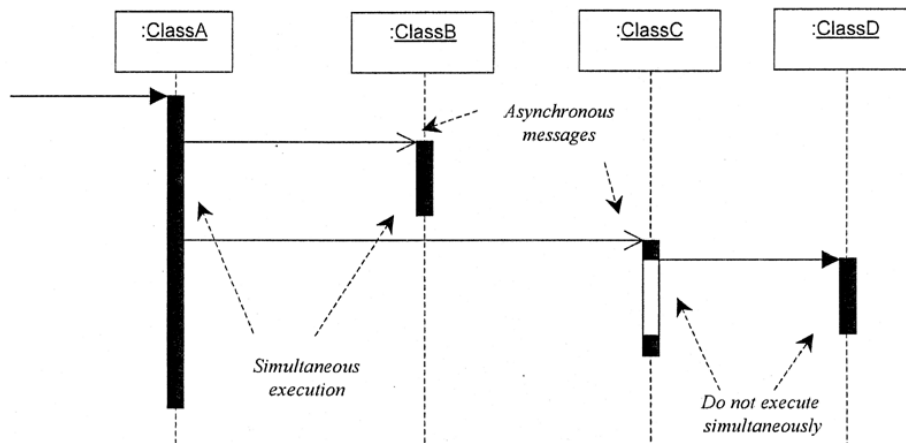 :ClassA
:ClassB
:ClassC
:ClassD
Asynchronous
messages
Simultaneous
execution
Do not execute
simultaneously